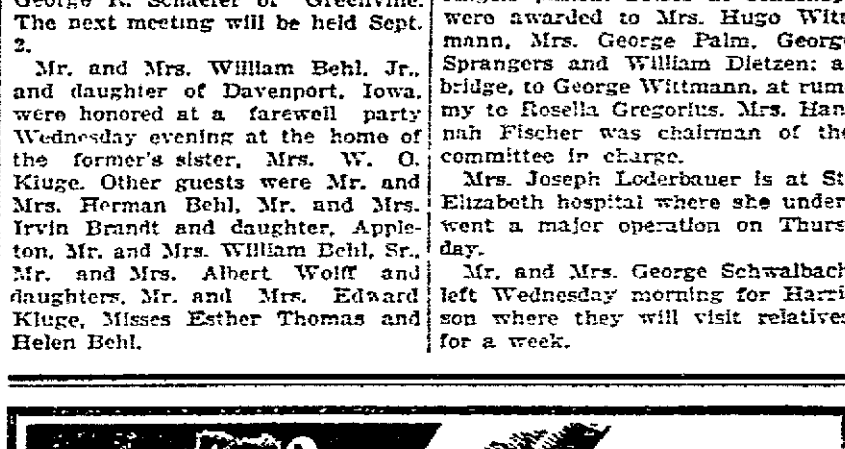 George R. Schaefer of Greenville.
The next meeting will be held Sept.
2.
Mr. and Mrs. William Behl, Jr.,
and daughter of Davenport, Iowa,
were honored at a farewell party
Wednesday evening at the home of
the former's sister, Mrs. W. O.
Kluge. Other guests were Mr. and
Mrs. Herman Behl, Mr. and Mrs.
Irvin Brandt and daughter, Apple-
ton, Mr. and Mrs. William Behl, Sr.,
Mr. and Mrs. Albert Wolff and
daughters, Mr. and Mrs. Edward
Kluge, Misses Esther Thomas and
Helen Behl.
were awarded to Mrs. Hugo Witt
mann, Mrs. George Palm, George
Sprangers and William Dietzen; a
bridge, to George Wittmann, at rum
my to Rosella Gregorius. Mrs. Han
nah Fischer was chairman of the
committee in charge.
Mrs. Joseph Loderbauer is at St
Elizabeth hospital where she under
went a major operation on Thurs
day.
Mr. and Mrs. George Schwalbach
left Wednesday morning for Harri
son where they will visit relatives
for a week.